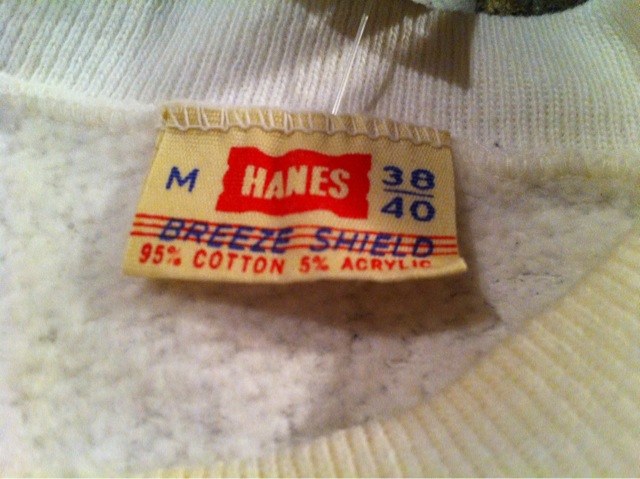 M HANES 38
40
BREEZE SHIELD
95% COTTON 5% ACRYLIC